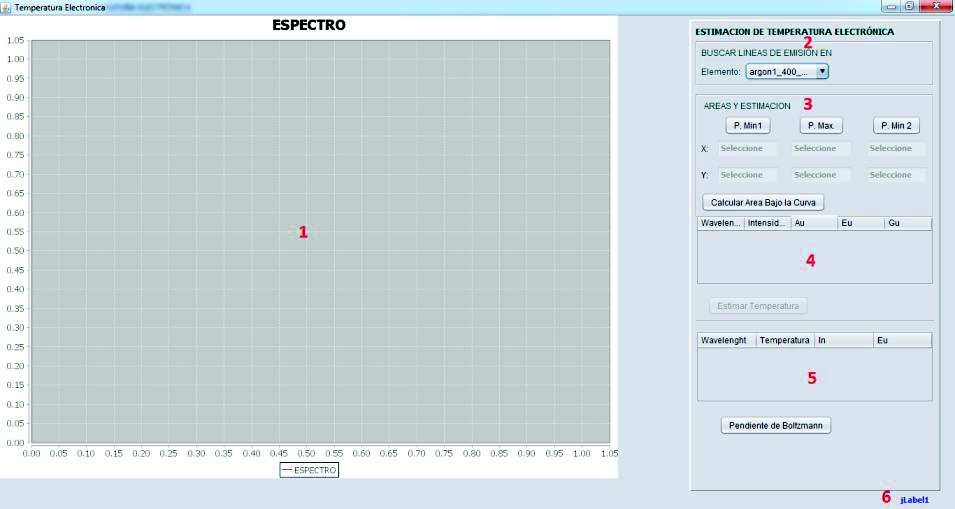 Temperatura Electronica
ESPECTRO
1.05
1.00
0.95
0.90
0.85
0.80
0.75
0.70
0.65
0.60
0.55
0.50
0.45
0.40
0.35
0.30
0.25
0.20
0.15
0.10
0.05
0.00
0.00 0.05 0.10 0.15 0.20 0.25 0.30 0.35 0.40 0.45 0.50 0.55 0.60 0.65 0.70 0.75 0.80 0.85 0.90 0.95 1.00 1.05
ESPECTRO
1
ESTIMACION DE TEMPERATURA ELECTRÓNICA
2
BUSCAR LINEAS DE EMISIÓN EN
Elemento: argon1_400_...
AREAS Y ESTIMACION 3
P. Min1 P. Max. P. Min 2
X: Seleccione Seleccione Seleccione
Y: Seleccione Seleccione Seleccione
Calcular Area Bajo la Curva
Wavelen... Intensid... Au Eu Gu
4
Estimar Temperatura
Wavelenght Temperatura In Eu
5
Pendiente de Boltzmann
6 jLabel1